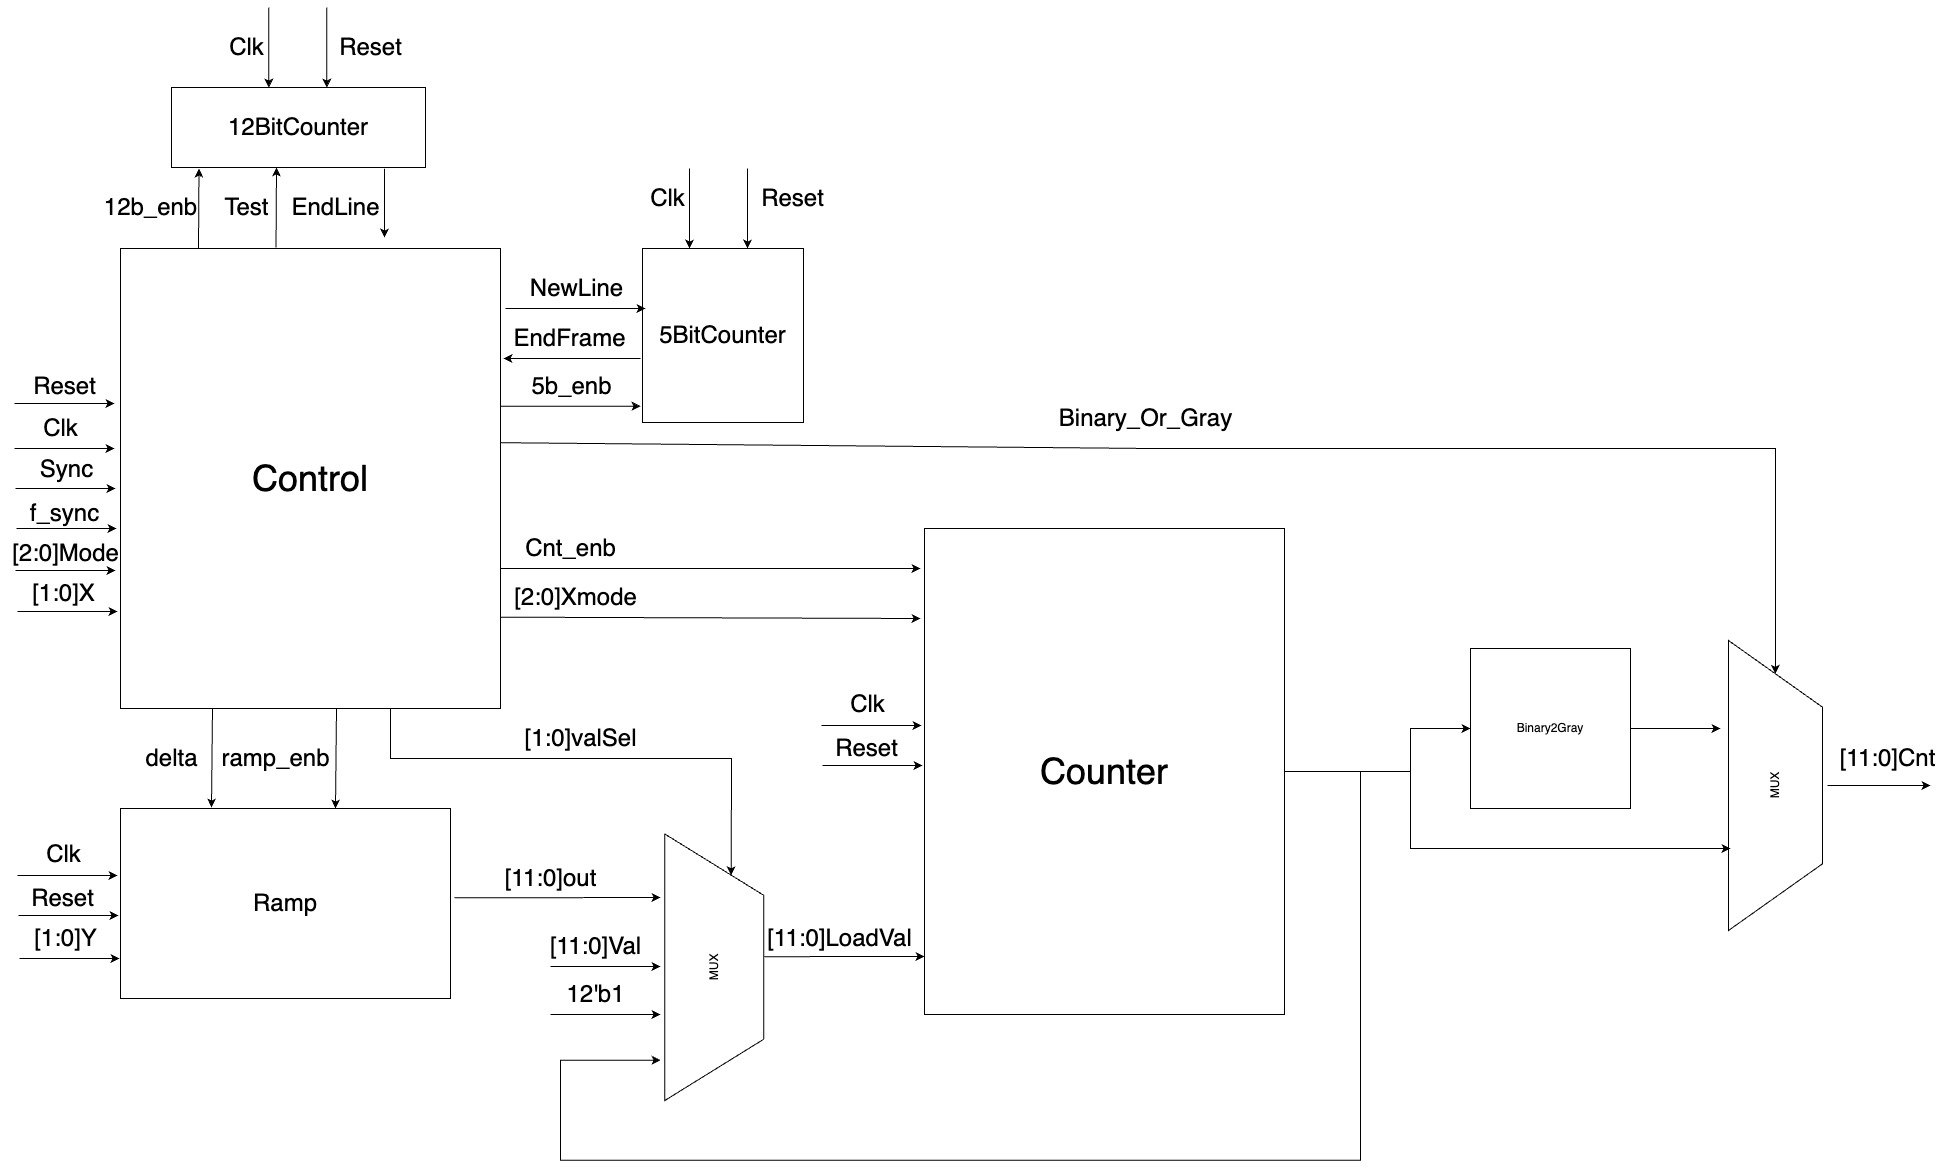 Clk
Reset
12BitCounter
12b_enb
Test
EndLine
Clk
Reset
NewLine
EndFrame
5b_enb
5BitCounter
Reset
Clk
Sync
f_sync
[2:0]Mode
[1:0]X
Control
Binary_Or_Gray
Cnt_enb
[2:0]Xmode
Clk
Reset
Counter
Binary2Gray
MUX
[11:0]Cnt
delta
ramp_enb
[1:0]valSel
Clk
Reset
[1:0]Y
Ramp
[11:0]out
[11:0]Val
12'b1
MUX
[11:0]LoadVal